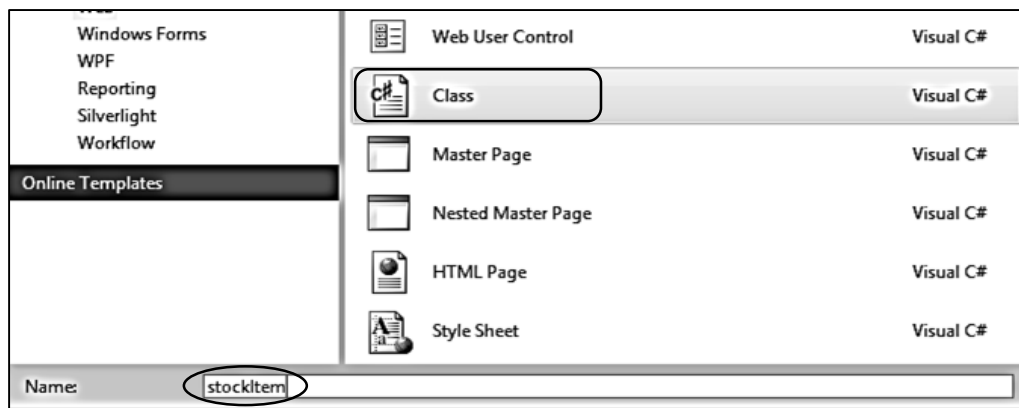 Windows Forms
WPF
Reporting
Silverlight
Workflow
Online Templates
Web User Control Visual C#
C# Class Visual C#
Master Page Visual C#
Nested Master Page Visual C#
HTML Page Visual C#
Style Sheet Visual C#
Name: stockItem